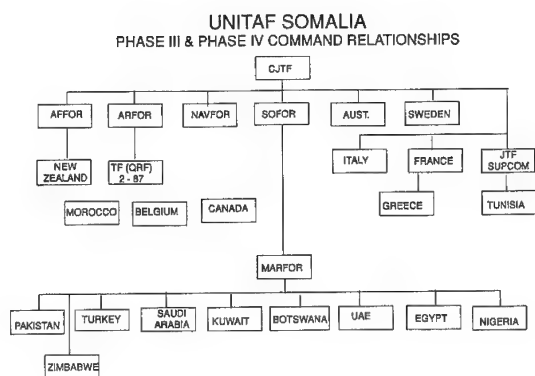 UNITAF SOMALIA
PHASE III & PHASE IV COMMAND RELATIONSHIPS
CJTF
AFFOR
ARFOR
NAVFOR
SOFOR
AUST.
SWEDEN
NEW
ZEALAND
TF (QRF)
2 - 87
ITALY
FRANCE
JTF
SUPCOM
MOROCCO
BELGIUM
CANADA
GREECE
TUNISIA
MARFOR
PAKISTAN
TURKEY
SAUDI
ARABIA
KUWAIT
BOTSWANA
UAE
EGYPT
NIGERIA
ZIMBABWE